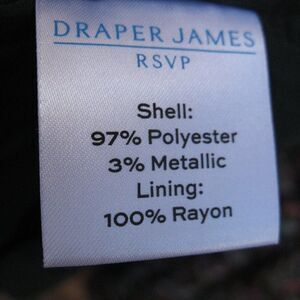 DRAPER JAMES
RSVP
Shell:
97% Polyester
3% Metallic
Lining:
100% Rayon